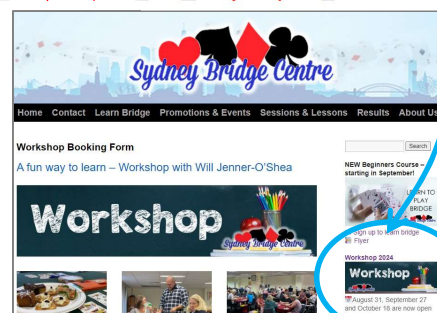 Sydney Bridge Centre
Home Contact Learn Bridge Promotions & Events Sessions & Lessons Results About Us
Workshop Booking Form
A fun way to learn – Workshop with Will Jenner-O'Shea
Workshop
Sydney Bridge Centre
Search
NEW Beginners Course –
starting in September!
LEARN TO
PLAY
BRIDGE
Sign up to learn bridge
Flyer
Workshop 2024
Workshop
August 31, September 27
and October 18 are now open